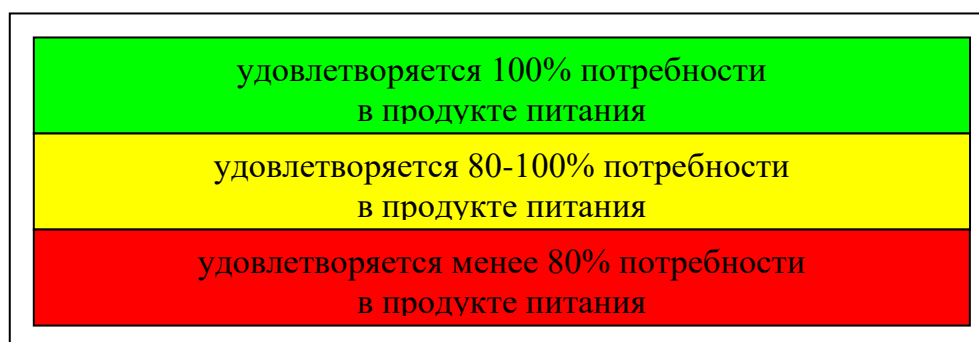 удовлетворяется 100% потребности
в продукте питания
удовлетворяется 80-100% потребности
в продукте питания
удовлетворяется менее 80% потребности
в продукте питания